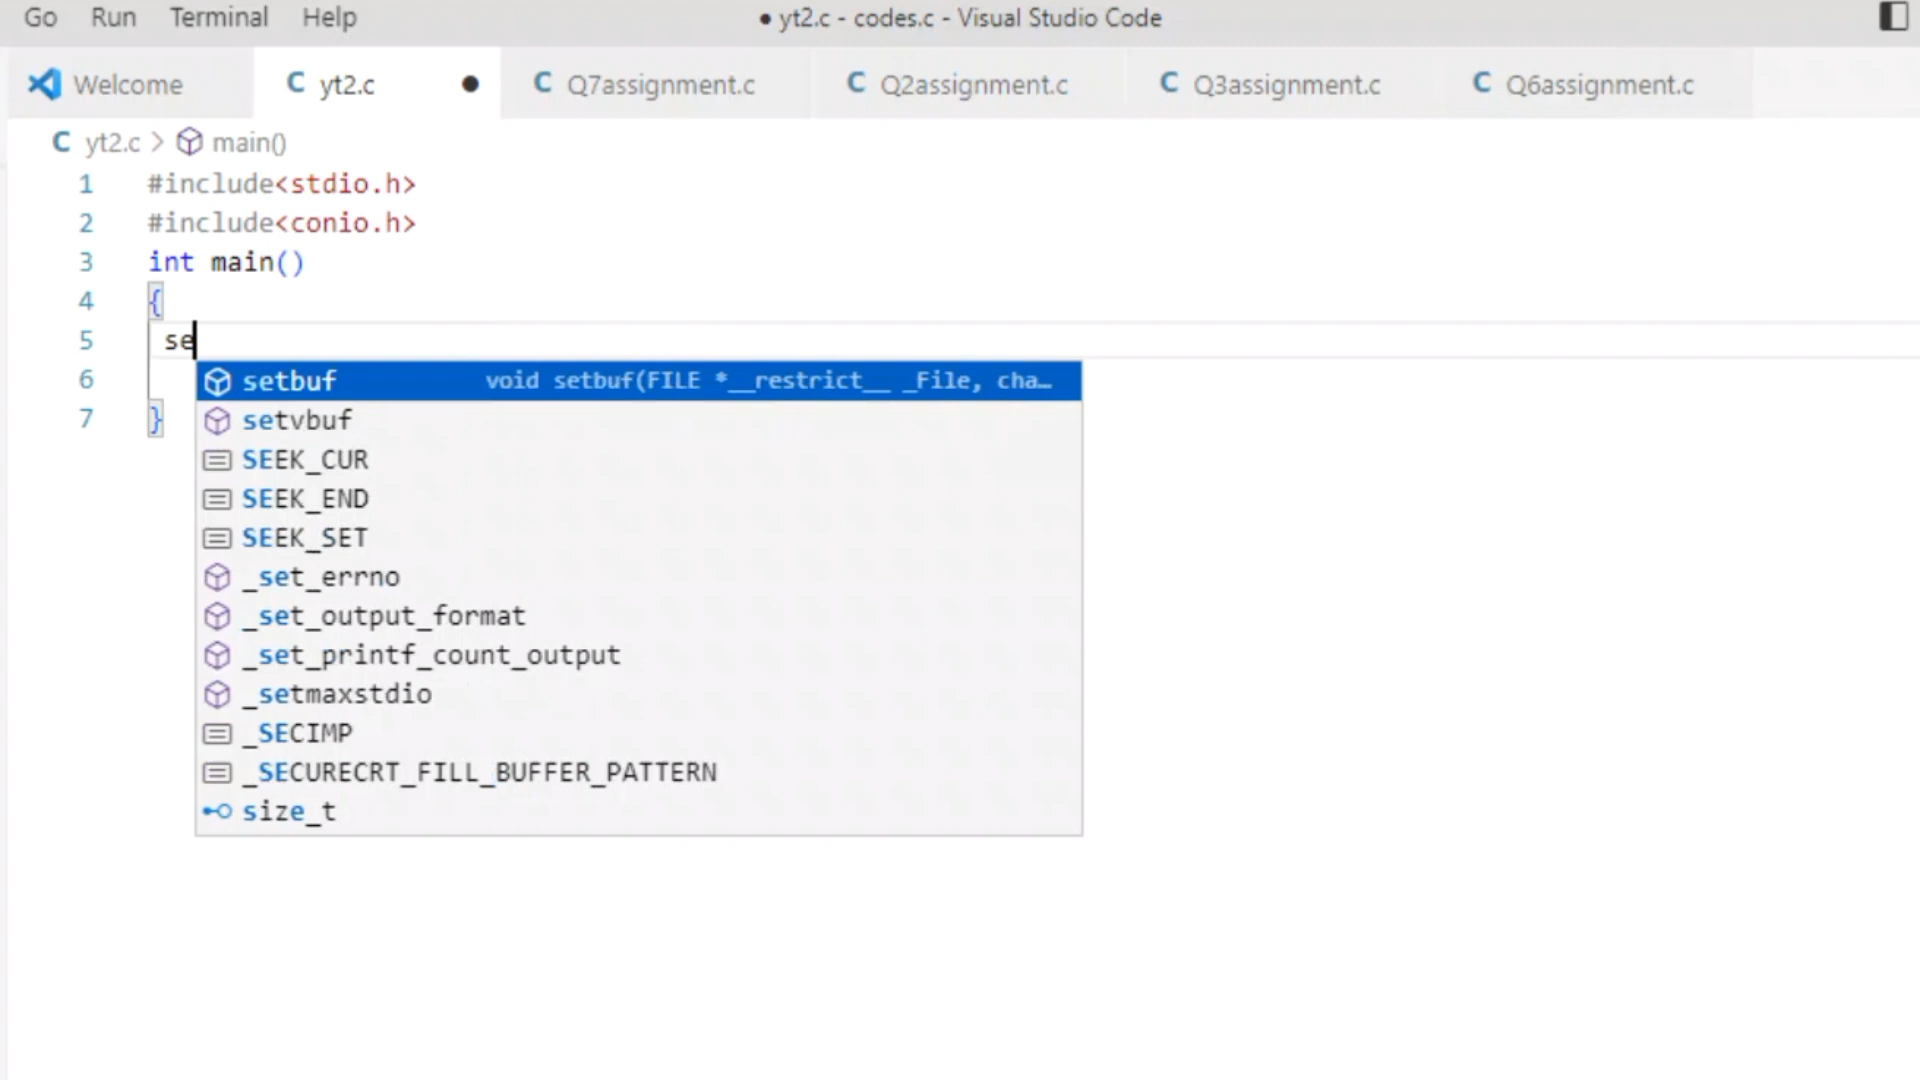 Go Run Terminal Help ● yt2.c - codes.c - Visual Studio Code
Welcome C yt2.c ● C Q7assignment.c C Q2assignment.c C Q3assignment.c C Q6assignment.c
C yt2.c > main()
1 #include<stdio.h>
2 #include<conio.h>
3 int main()
4 {
5 se
6
7 }
setbuf void setbuf(FILE *__restrict__ _File, cha…
setvbuf
SEEK_CUR
SEEK_END
SEEK_SET
_set_errno
_set_output_format
_set_printf_count_output
_setmaxstdio
_SECIMP
_SECURECRT_FILL_BUFFER_PATTERN
size_t